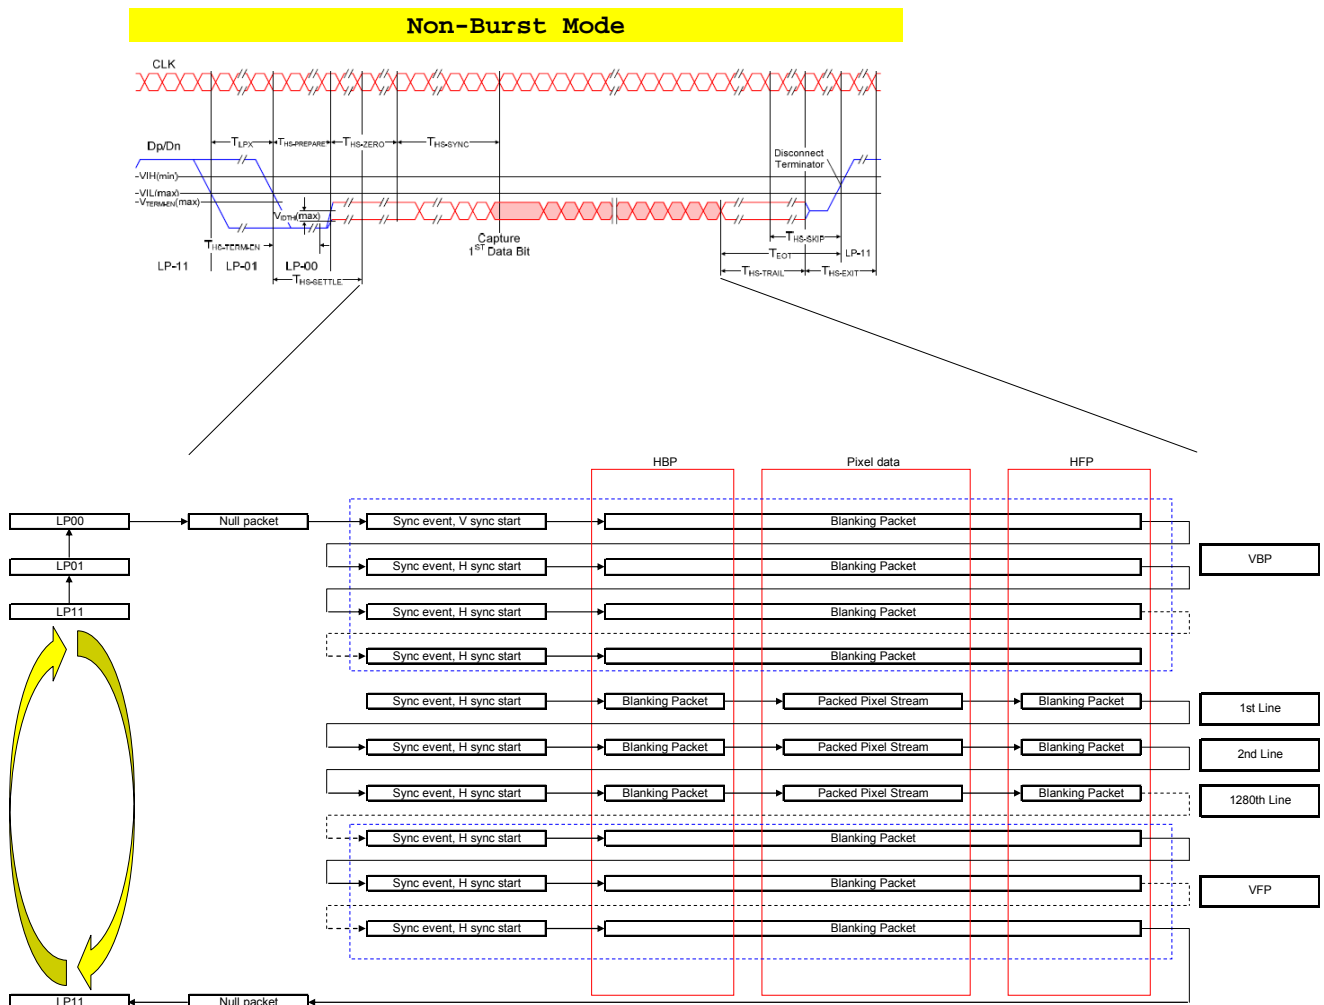 Non-Burst Mode
CLK
Dp/Dn
TLPX
THS-PREPARE
THS-ZERO
THS-SYNC
Disconnect
Terminator
VIH(min)
VIL(max)
VTERM-EN(max)
VIDTH(max)
THS-TERM-EN
Capture
1ST Data Bit
THS-SKIP
TEOT
LP-11
LP-11
LP-01
LP-00
THS-SETTLE
THS-TRAIL
THS-EXIT
HBP
Pixel data
HFP
LP00
Null packet
Sync event, V sync start
Blanking Packet
LP01
Sync event, H sync start
Blanking Packet
VBP
LP11
Sync event, H sync start
Blanking Packet
Sync event, H sync start
Blanking Packet
Sync event, H sync start
Blanking Packet
Packed Pixel Stream
Blanking Packet
1st Line
Sync event, H sync start
Blanking Packet
Packed Pixel Stream
Blanking Packet
2nd Line
Sync event, H sync start
Blanking Packet
Packed Pixel Stream
Blanking Packet
1280th Line
Sync event, H sync start
Blanking Packet
Sync event, H sync start
Blanking Packet
VFP
Sync event, H sync start
Blanking Packet
LP11
Null packet